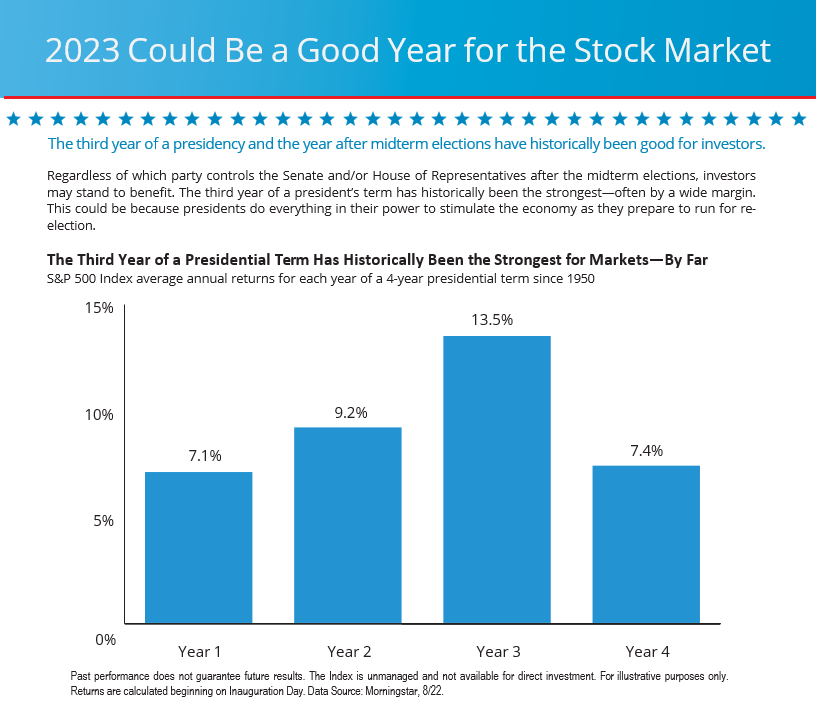 2023 Could Be a Good Year for the Stock Market
The third year of a presidency and the year after midterm elections have historically been good for investors.
Regardless of which party controls the Senate and/or House of Representatives after the midterm elections, investors
may stand to benefit. The third year of a president's term has historically been the strongest—often by a wide margin.
This could be because presidents do everything in their power to stimulate the economy as they prepare to run for re-
election.
The Third Year of a Presidential Term Has Historically Been the Strongest for Markets—By Far
S&P 500 Index average annual returns for each year of a 4-year presidential term since 1950
15%
13.5%
10%
9.2%
7.1%
7.4%
5%
0%
Year 1
Year 2
Year 3
Year 4
Past performance does not guarantee future results. The Index is unmanaged and not available for direct investment. For illustrative purposes only.
Returns are calculated beginning on Inauguration Day. Data Source: Morningstar, 8/22.